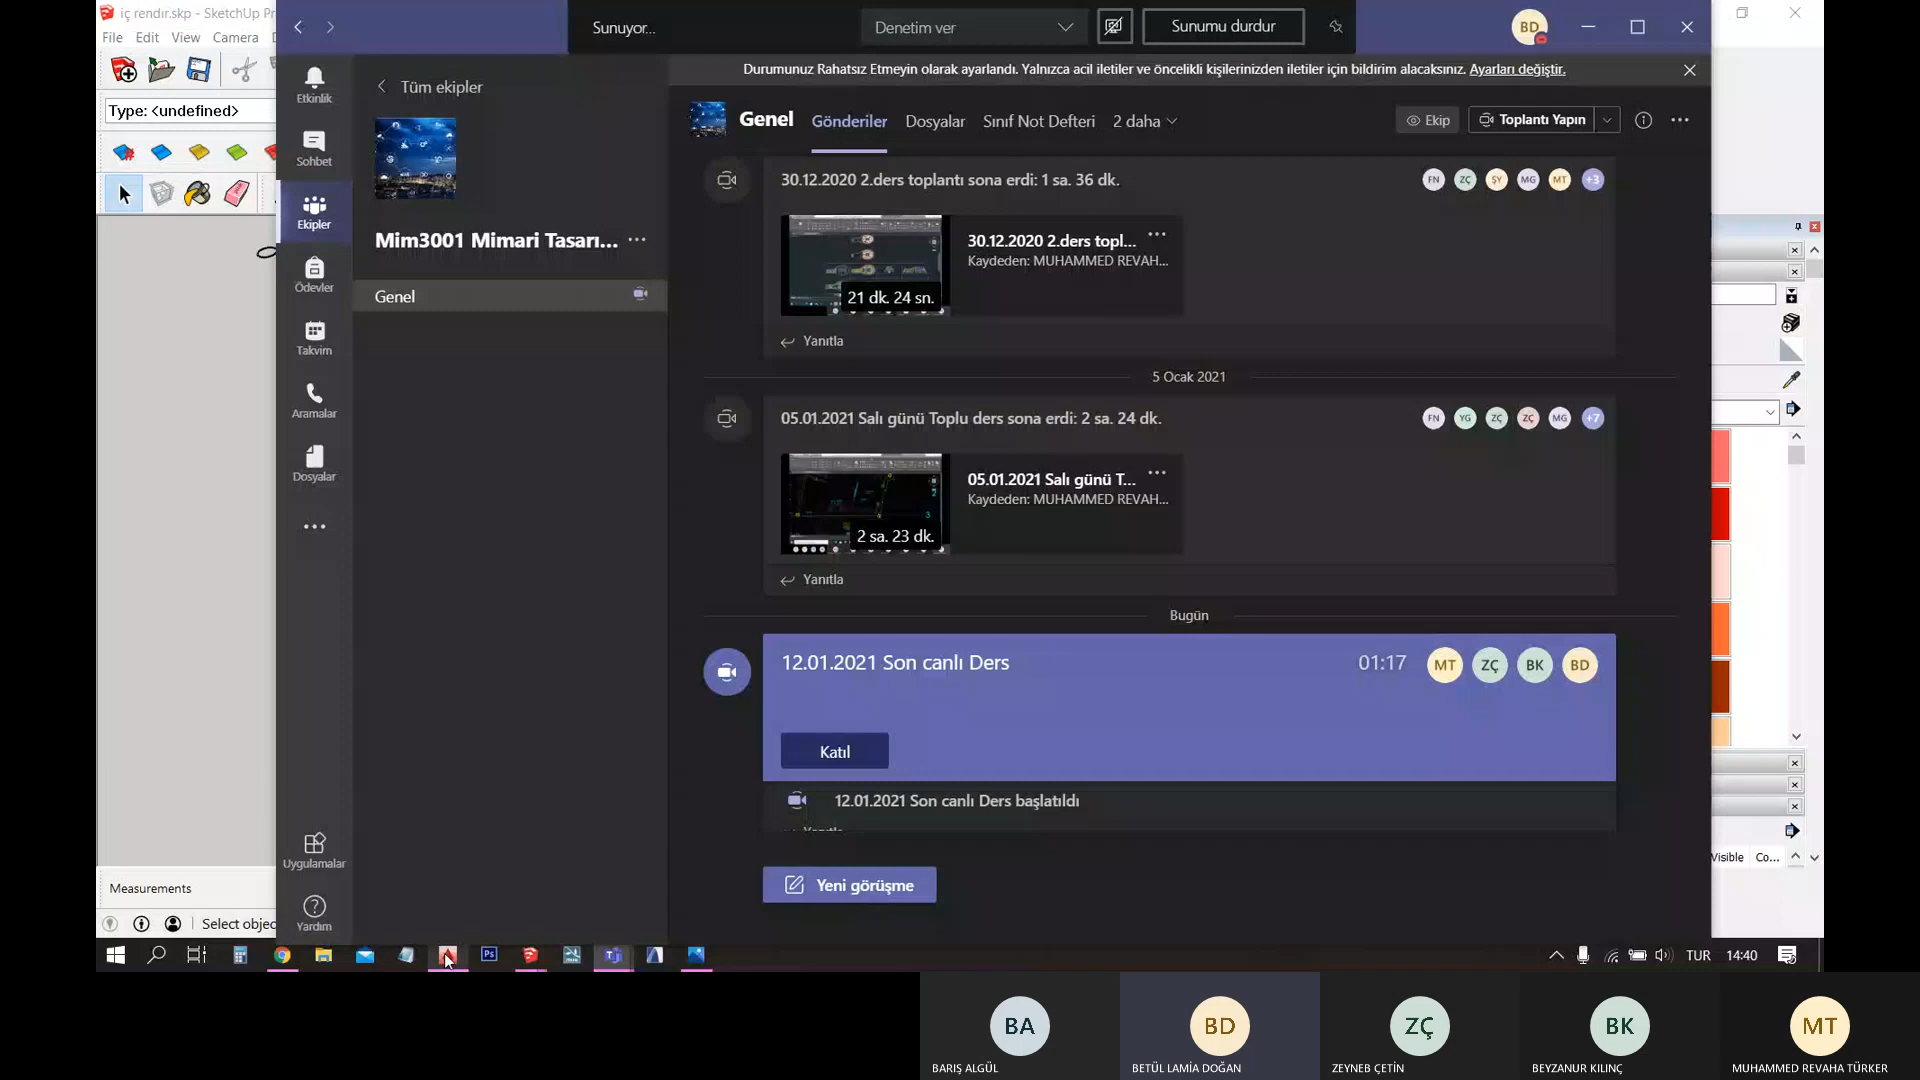 iç rendır.skp - SketchUp Pr
File Edit View Camera
Type: <undefined>
Measurements
Select objec
Sunuyor...
Denetim ver
Sunumu durdur
BD
Durumunuz Rahatsız Etmeyin olarak ayarlandı. Yalnızca acil iletiler ve öncelikli kişilerinizden iletiler için bildirim alacaksınız. Ayarları değiştir.
Etkinlik
Sohbet
Ekipler
Ödevler
Takvim
Aramalar
Dosyalar
Uygulamalar
Yardım
Tüm ekipler
Mim3001 Mimari Tasarı...
Genel
Genel Gönderiler Dosyalar Sınıf Not Defteri 2 daha
Ekip
Toplantı Yapın
30.12.2020 2.ders toplantı sona erdi: 1 sa. 36 dk.
FN ZÇ ŞY MG MT +3
30.12.2020 2.ders topl...
Kaydeden: MUHAMMED REVAH...
21 dk. 24 sn.
Yanıtla
5 Ocak 2021
05.01.2021 Salı günü Toplu ders sona erdi: 2 sa. 24 dk.
FN YG ZÇ ZÇ MG +7
05.01.2021 Salı günü T...
Kaydeden: MUHAMMED REVAH...
2 sa. 23 dk.
Yanıtla
Bugün
12.01.2021 Son canlı Ders
01:17
MT ZÇ BK BD
Katıl
12.01.2021 Son canlı Ders başlatıldı
Yanıtla
Yeni görüşme
Visible Co...
Ps
TUR 14:40
BA BD ZÇ BK MT
BARIŞ ALGÜL BETÜL LAMİA DOĞAN ZEYNEB ÇETİN BEYZANUR KILINÇ MUHAMMED REVAHA TÜRKER